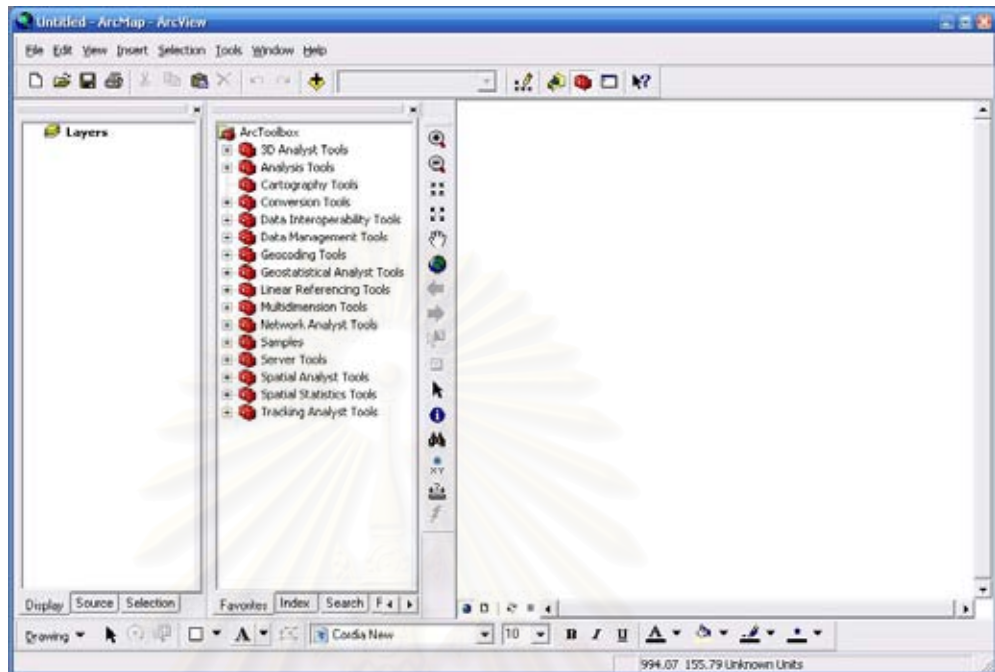 Untitled - ArcMap - ArcView
File Edit View Insert Selection Tools Window Help
Layers
ArcToolbox
3D Analyst Tools
Analysis Tools
Cartography Tools
Conversion Tools
Data Interoperability Tools
Data Management Tools
Geocoding Tools
Geostatistical Analyst Tools
Linear Referencing Tools
Multidimension Tools
Network Analyst Tools
Samples
Server Tools
Spatial Analyst Tools
Spatial Statistics Tools
Tracking Analyst Tools
XY
Display Source Selection
Favorites Index Search
Drawing A Cordia New 10 B I U A
994.07 155.79 Unknown Units